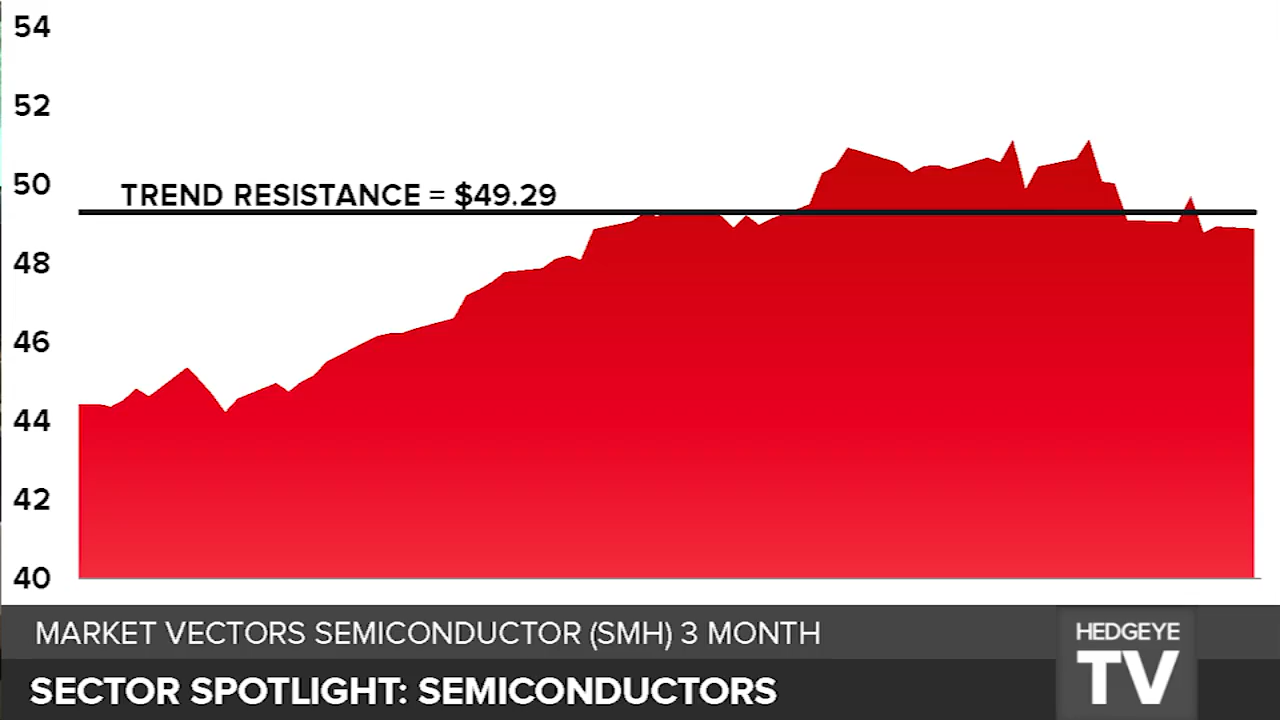 54
52
50
TREND RESISTANCE = $49.29
48
46
44
42
40
MARKET VECTORS SEMICONDUCTOR (SMH) 3 MONTH
SECTOR SPOTLIGHT: SEMICONDUCTORS
HEDGEYE
TV